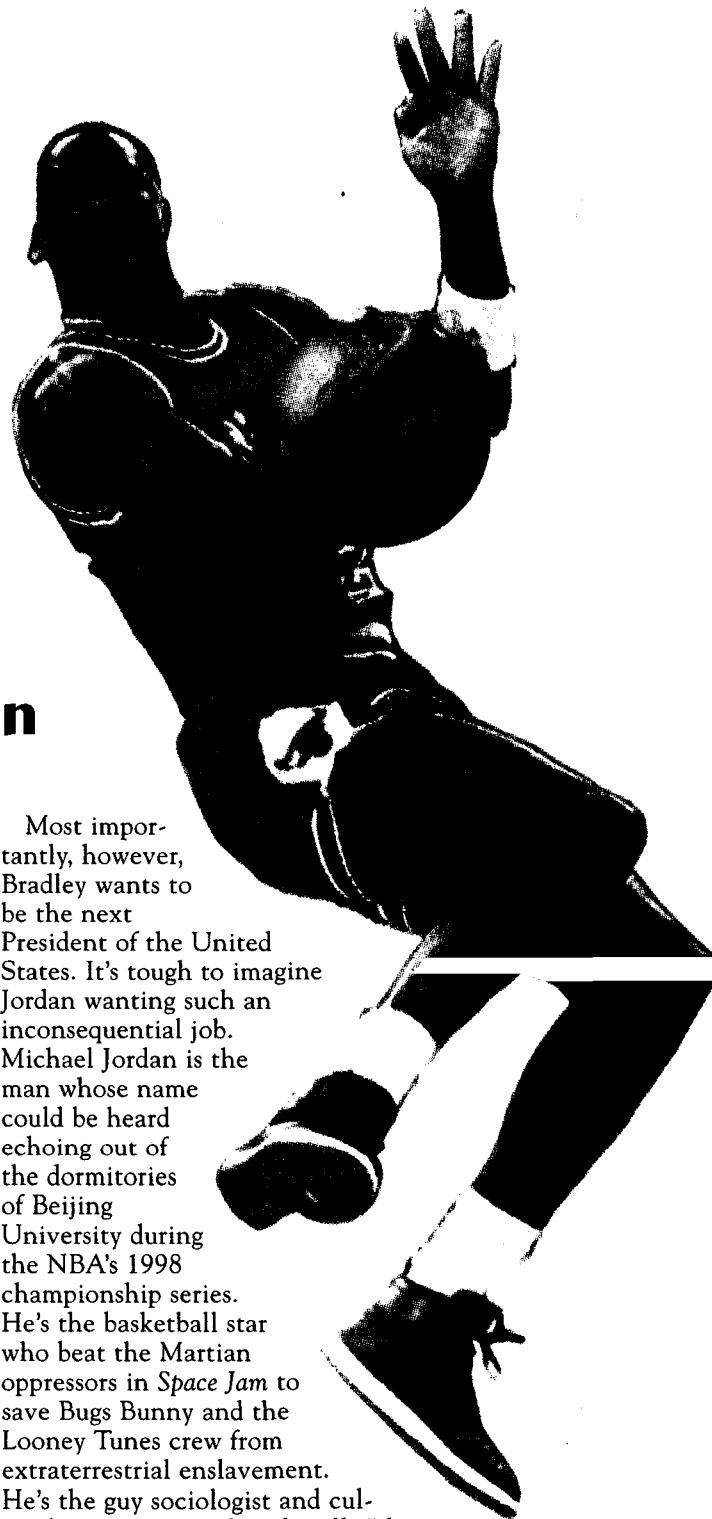 n
Most impor-
tantly, however,
Bradley wants to
be the next
President of the United
States. It's tough to imagine
Jordan wanting such an
inconsequential job.
Michael Jordan is the
man whose name
could be heard
echoing out of
the dormitories
of Beijing
University during
the NBA's 1998
championship series.
He's the basketball star
who beat the Martian
oppressors in Space Jam to
save Bugs Bunny and the
Looney Tunes crew from
extraterrestrial enslavement.
He's the guy sociologist and cul-